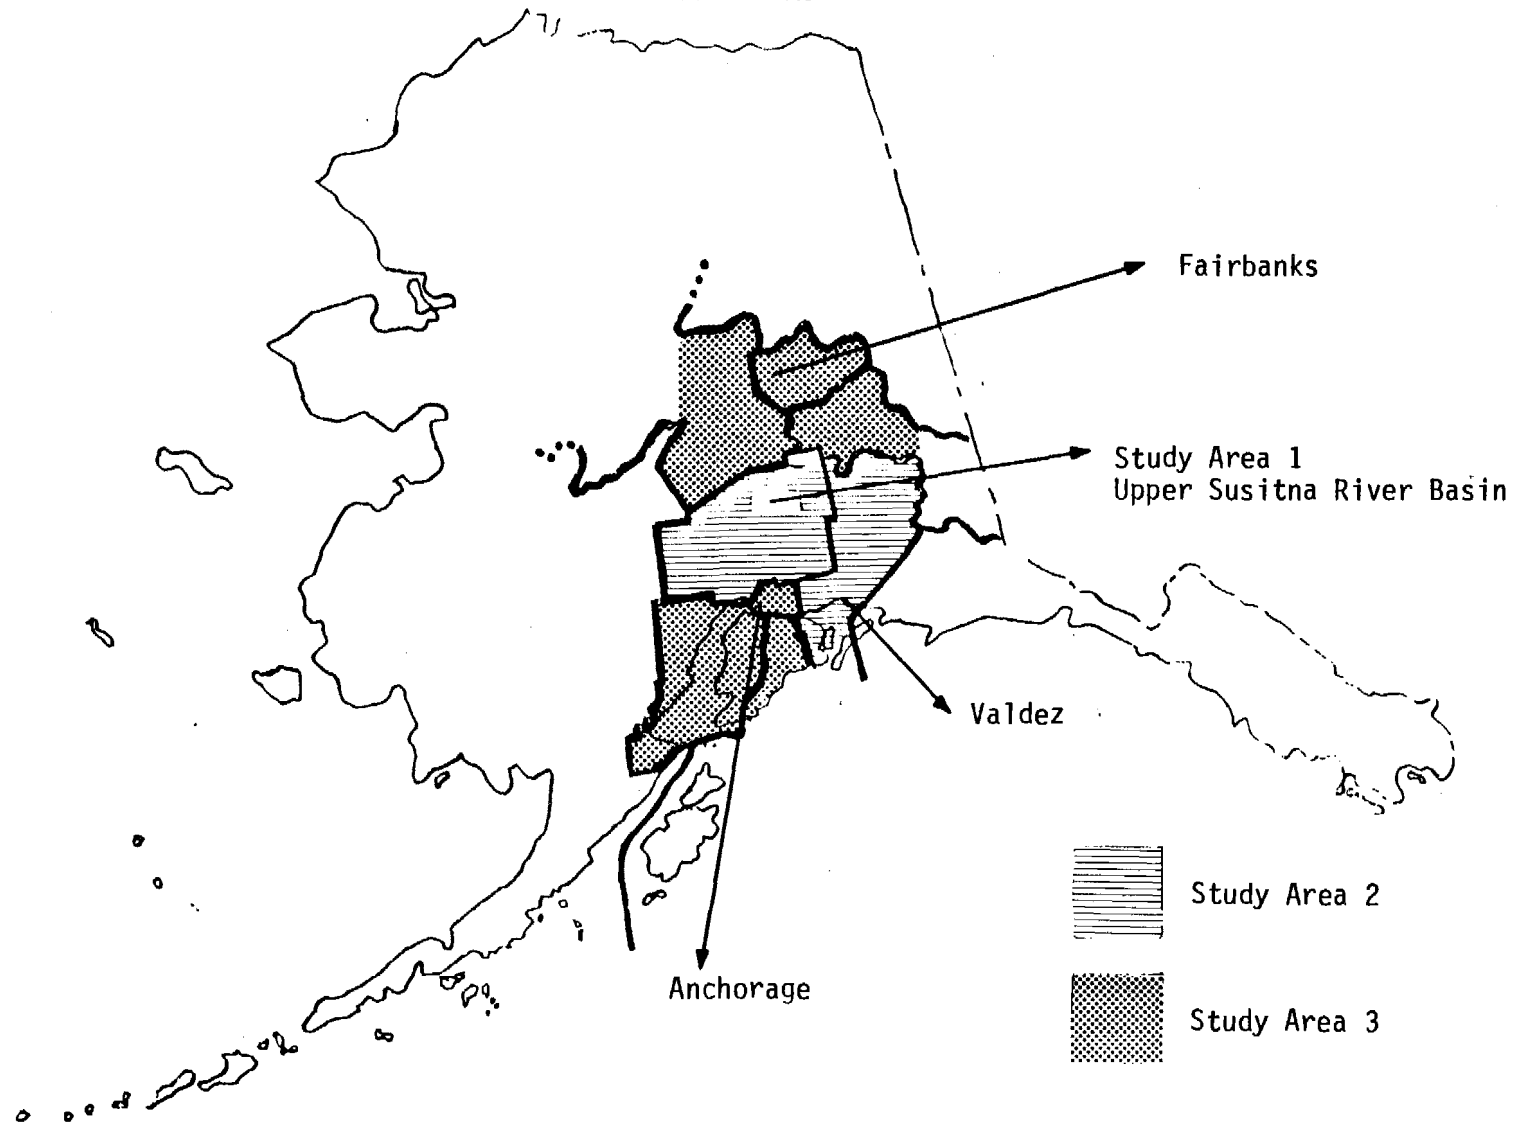 Fairbanks
Study Area 1
Upper Susitna River Basin
Valdez
Study Area 2
Anchorage
Study Area 3